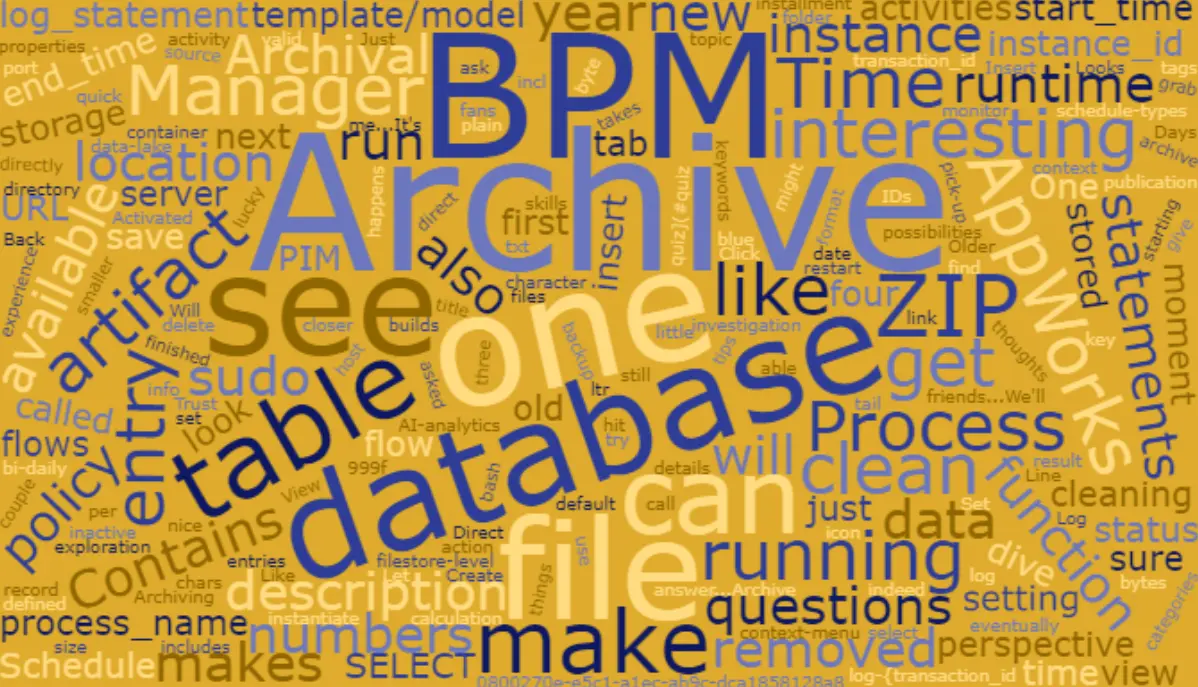 log_statement
template/model
year
new
installment
folder
activities
start_time
properties
activity
valid
Just
topic
instance
instance_id
end_time
source
Archival
BPM
Time
transaction_id
Insert
Looks
tags
port
ask
incl
byte
runtime
grab
quick
Manager
fans
plain
takes
monitor
schedule-types
storage
container
next
me...It's
run
tab
interesting
Days
data-lake
location
Archive
keywords
archive
directly
happens
might
pick-up
context
one
publication
directory
server
lucky
direct
skills
IDs
AppWorks
URL
Activated
first
insert
format
stored
statements
starting
give
Back
save
PIM
also
txt
quiz](#quiz
blue
Click
possibilities
Older
date
find
available
artifact
experience
smaller
character
files
restart
moment
Will
see
title
one
like
four
ZIP
link
delete
closer
builds
little
investigation
thoughts
key
finished
host
three
backup
tips
get
info
sudo
table
asked
still
able
Trust
set
look
ltr
friends...We'll
called
entry
old
hit
try
database
tail
Process
flows
AI-analytics
flow
bi-daily
policy
999f
bash
details
will
clean
function
result
Line
couple
View
can
cleaning
per
Contains
default
call
just
data
Set
Log
status
inactive
nice
Direct
icon
exploration
action
file
use
running
dive
sure
entries
filestore-level
Like
Let
Create
log
bytes
record
chars
things
answer...Archive
indeed
defined
Archiving
description
questions
setting
categories
process_name
instantiate
calculation
make
context-menu
select
eventually
size
includes
numbers
removed
perspective
Schedule
makes
SELECT
0800270e-e5c1-a1ec-ab9c-dca1858128a8
log-{transaction_id
time
view